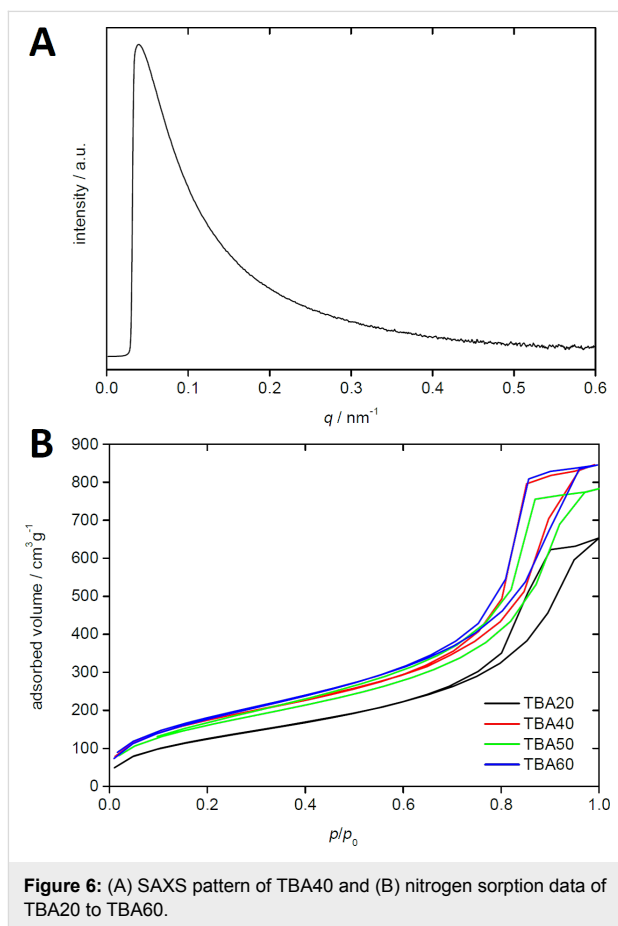 A
intensity / a.u.
0.0 0.1 0.2 0.3 0.4 0.5 0.6
q / nm⁻¹
B
900
800
700
600
500
400
300
200
100
0
adsorbed volume / cm³g⁻¹
TBA20
TBA40
TBA50
TBA60
0.0 0.2 0.4 0.6 0.8 1.0
p/p₀
Figure 6: (A) SAXS pattern of TBA40 and (B) nitrogen sorption data of
TBA20 to TBA60.